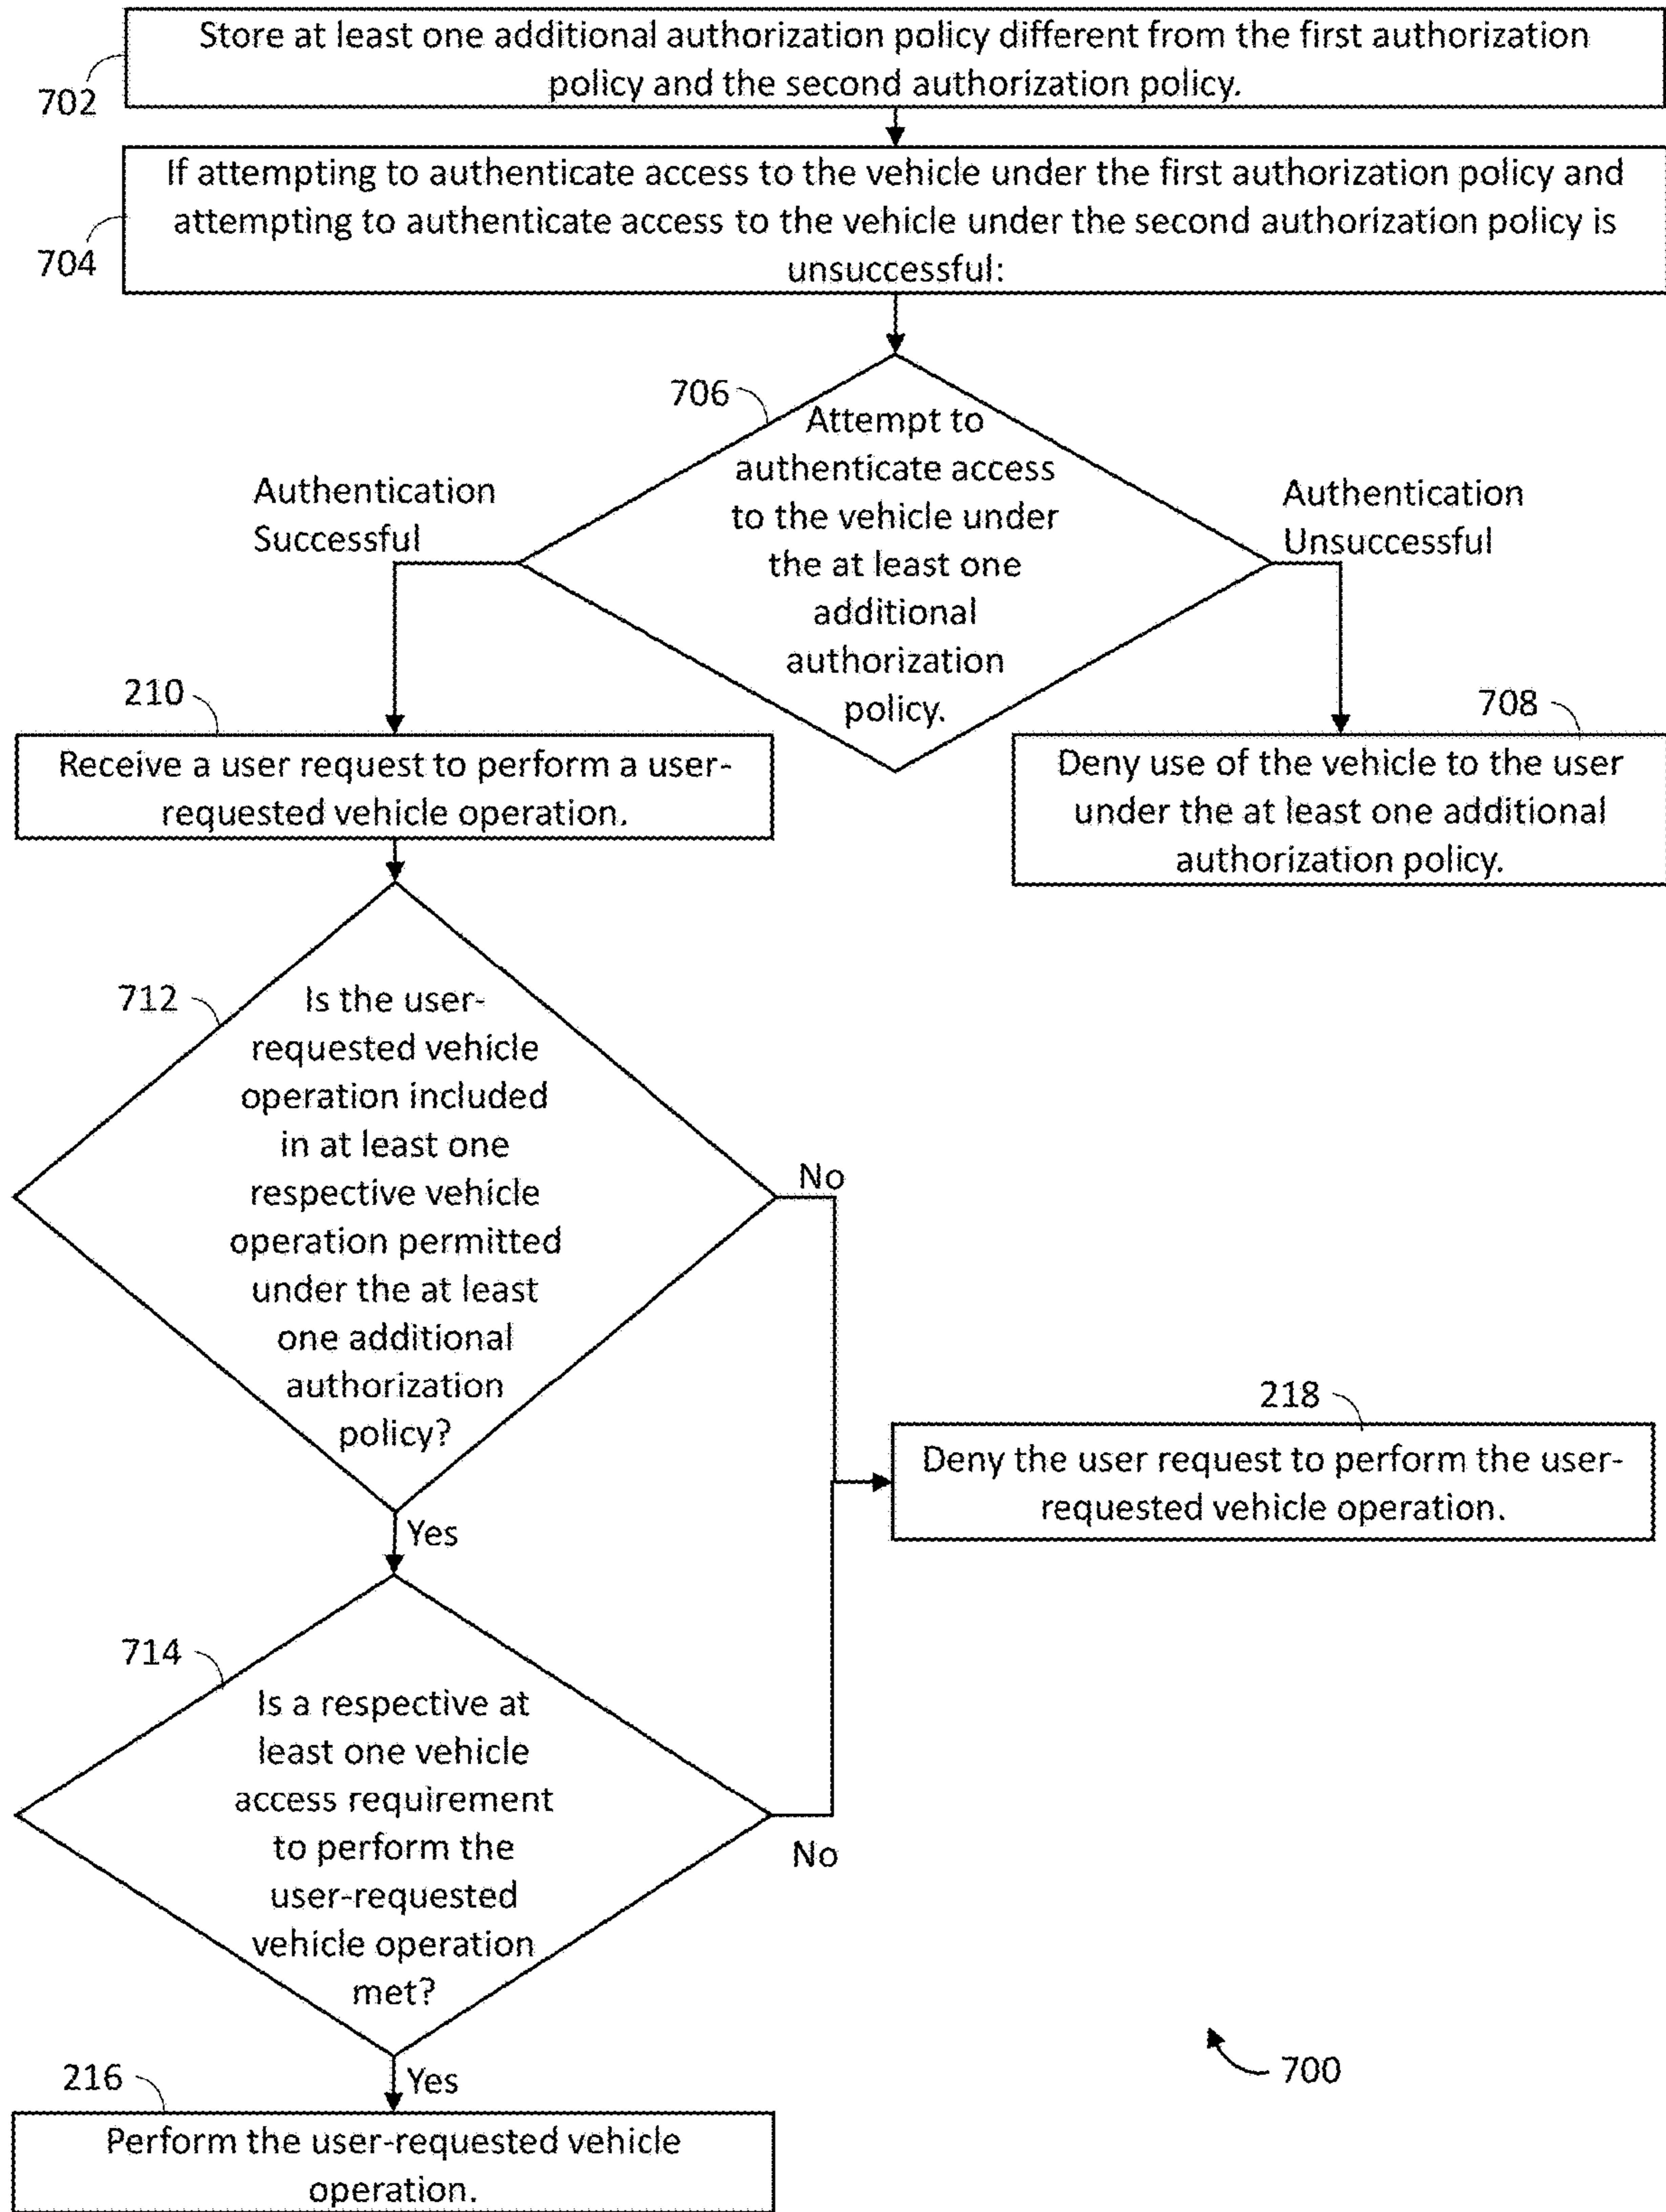 Store at least one additional authorization policy different from the first authorization
policy and the second authorization policy.
702
If attempting to authenticate access to the vehicle under the first authorization policy and
attempting to authenticate access to the vehicle under the second authorization policy is
unsuccessful:
704
706
Attempt to
authenticate access
to the vehicle under
the at least one
additional
authorization
policy.
Authentication
Successful
Authentication
Unsuccessful
210
Receive a user request to perform a user-
requested vehicle operation.
708
Deny use of the vehicle to the user
under the at least one additional
authorization policy.
712
Is the user-
requested vehicle
operation included
in at least one
respective vehicle
operation permitted
under the at least
one additional
authorization
policy?
No
Yes
218
Deny the user request to perform the user-
requested vehicle operation.
714
Is a respective at
least one vehicle
access requirement
to perform the
user-requested
vehicle operation
met?
No
Yes
216
Perform the user-requested vehicle
operation.
700